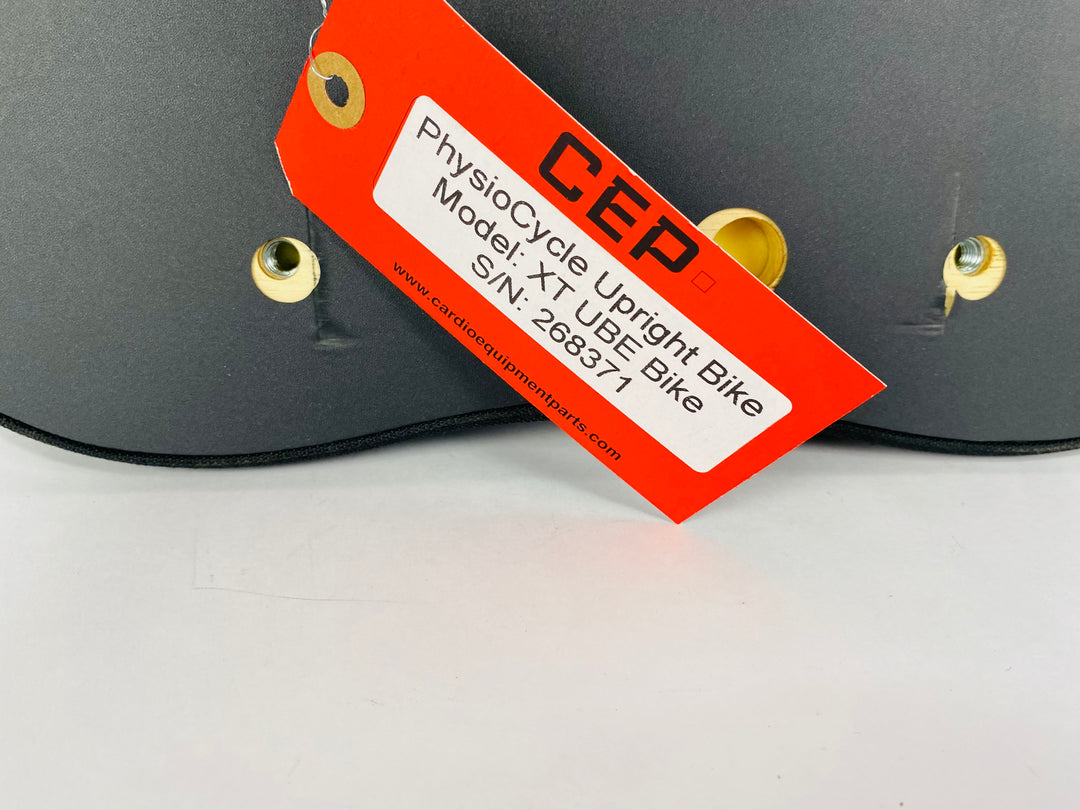 CEP
PhysioCycle Upright Bike
Model: XT UBE Bike
S/N: 268371
www.cardioequipmentparts.com